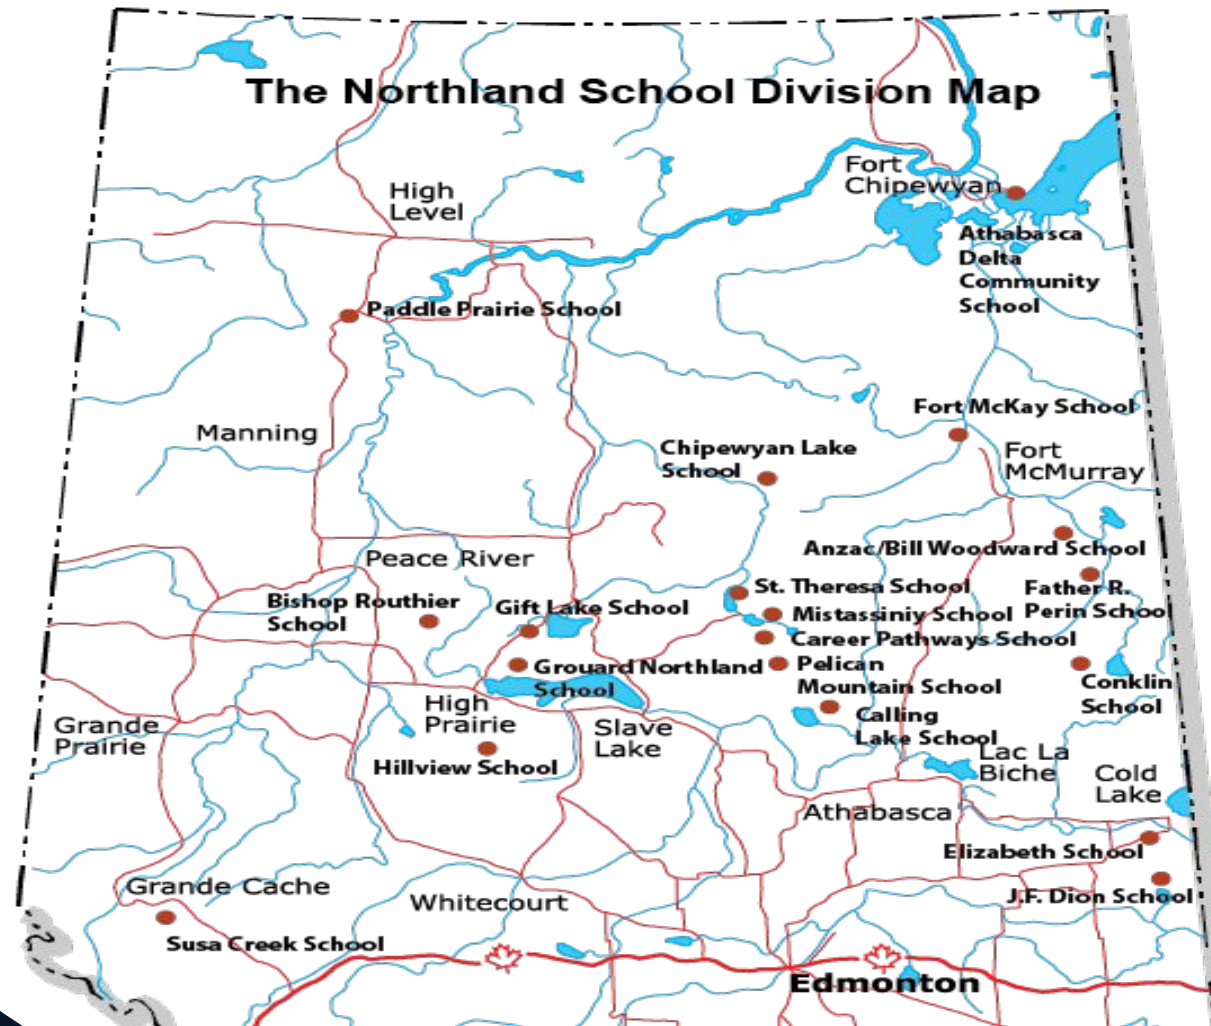 The Northland School Division Map
Fort
Chipewyan
High
Level
Athabasca
Delta
Community
School
Paddle Prairie School
Fort McKay School
Manning
Chipewyan Lake
School
Fort
McMurray
Anzac/Bill Woodward School
Peace River
St. Theresa School
Father R.
Perin School
Bishop Routhier
School
Gift Lake School
Mistassiniy School
Career Pathways School
Grouard Northland
School
Pelican
Mountain School
Conklin
School
High
Prairie
Grande
Prairie
Slave
Lake
Calling
Lake School
Hillview School
Lac La
Biche
Cold
Lake
Athabasca
Elizabeth School
Grande Cache
Whitecourt
J.F. Dion School
Susa Creek School
Edmonton